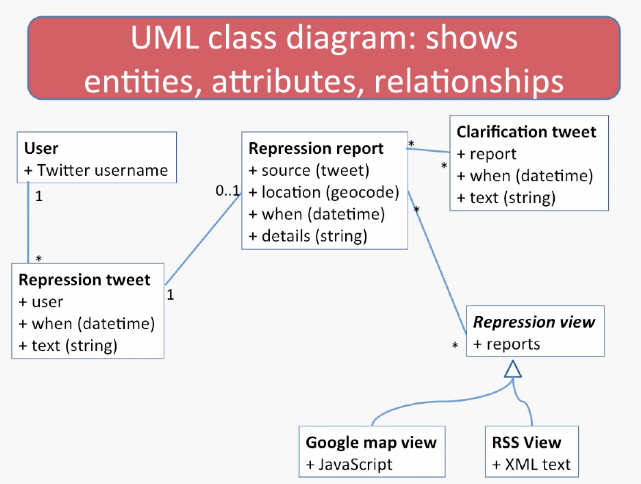 UML class diagram: shows
entities, attributes, relationships
User
+ Twitter username
1
*
Repression tweet
+ user
+ when (datetime)
+ text (string)
1
0..1
Repression report
+ source (tweet)
+ location (geocode)
+ when (datetime)
+ details (string)
*
*
Clarification tweet
+ report
+ when (datetime)
+ text (string)
*
*
Repression view
+ reports
Google map view
+ JavaScript
RSS View
+ XML text